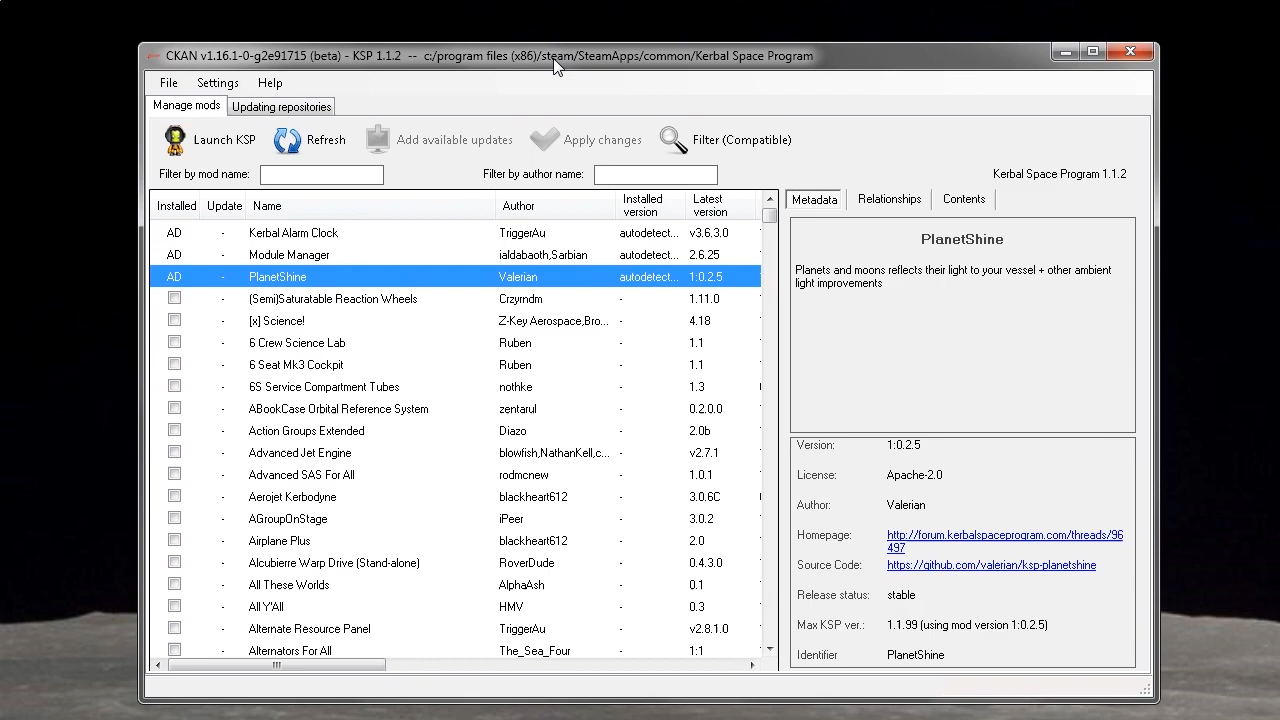 CKAN v1.16.1-0-g2e91715 (beta) - KSP 1.1.2 -- c:/program files (x86)/steam/SteamApps/common/Kerbal Space Program
File Settings Help
Manage mods Updating repositories
Launch KSP Refresh Add available updates Apply changes Filter (Compatible)
Filter by mod name: Filter by author name: Kerbal Space Program 1.1.2
Installed Update Name Author Installed version Latest version
AD - Kerbal Alarm Clock TriggerAu autodetect... v3.6.3.0
AD - Module Manager ialdabaoth,Sarbian autodetect... 2.6.25
AD - PlanetShine Valerian autodetect... 1:0.2.5
- (Semi)Saturatable Reaction Wheels Crzyrndm - 1.11.0
- [x] Science! Z-Key Aerospace,Bro... - 4.18
- 6 Crew Science Lab Ruben - 1.1
- 6 Seat Mk3 Cockpit Ruben - 1.1
- 6S Service Compartment Tubes nothke - 1.3
- ABookCase Orbital Reference System zentarul - 0.2.0.0
- Action Groups Extended Diazo - 2.0b
- Advanced Jet Engine blowfish,NathanKell,c... - v2.7.1
- Advanced SAS For All rodmcnew - 1.0.1
- Aerojet Kerbodyne blackheart612 - 3.0.6C
- AGroupOnStage iPeer - 3.0.2
- Airplane Plus blackheart612 - 2.0
- Alcubierre Warp Drive (Stand-alone) RoverDude - 0.4.3.0
- All These Worlds AlphaAsh - 0.1
- All Y'All HMV - 0.3
- Alternate Resource Panel TriggerAu - v2.8.1.0
- Alternators For All The_Sea_Four - 1:1
Metadata Relationships Contents
PlanetShine
Planets and moons reflects their light to your vessel + other ambient
light improvements
Version: 1:0.2.5
License: Apache-2.0
Author: Valerian
Homepage: http://forum.kerbalspaceprogram.com/threads/96
497
Source Code: https://github.com/valerian/ksp-planetshine
Release status: stable
Max KSP ver.: 1.1.99 (using mod version 1:0.2.5)
Identifier PlanetShine